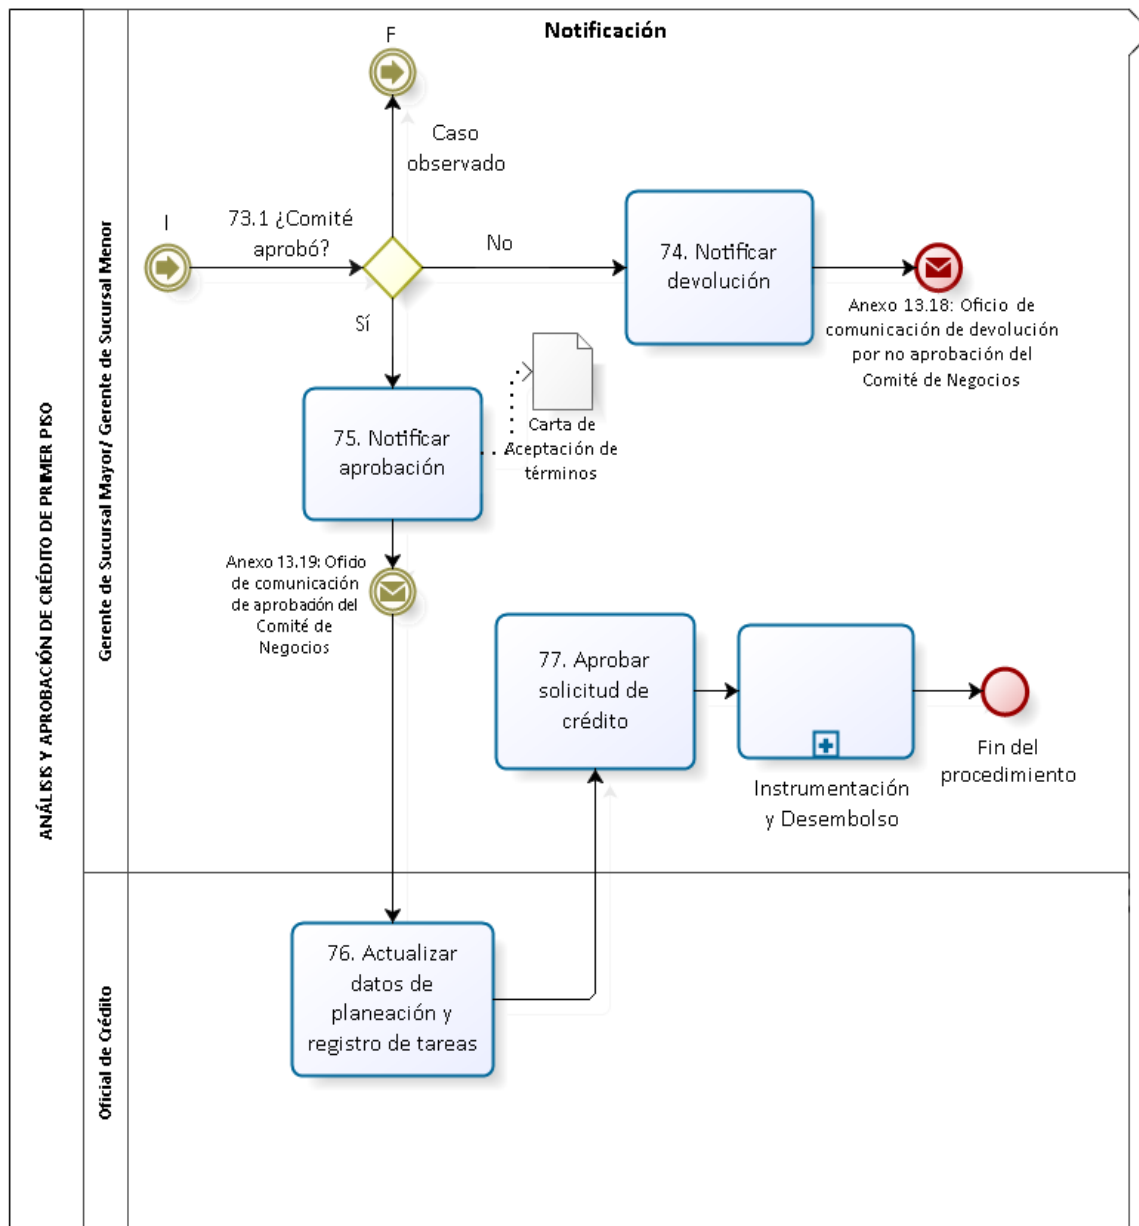 Notificación
ANÁLISIS Y APROBACIÓN DE CRÉDITO DE PRIMER PISO
Gerente de Sucursal Mayor/ Gerente de Sucursal Menor
F
Caso
observado
I
73.1 ¿Comité
aprobó?
No
74. Notificar
devolución
Anexo 13.18: Oficio de
comunicación de devolución
por no aprobación del
Comité de Negocios
Sí
75. Notificar
aprobación
Carta de
Aceptación de
términos
Anexo 13.19: Oficio
de comunicación
de aprobación del
Comité de
Negocios
77. Aprobar
solicitud de
crédito
Instrumentación
y Desembolso
Fin del
procedimiento
Oficial de Crédito
76. Actualizar
datos de
planeación y
registro de tareas